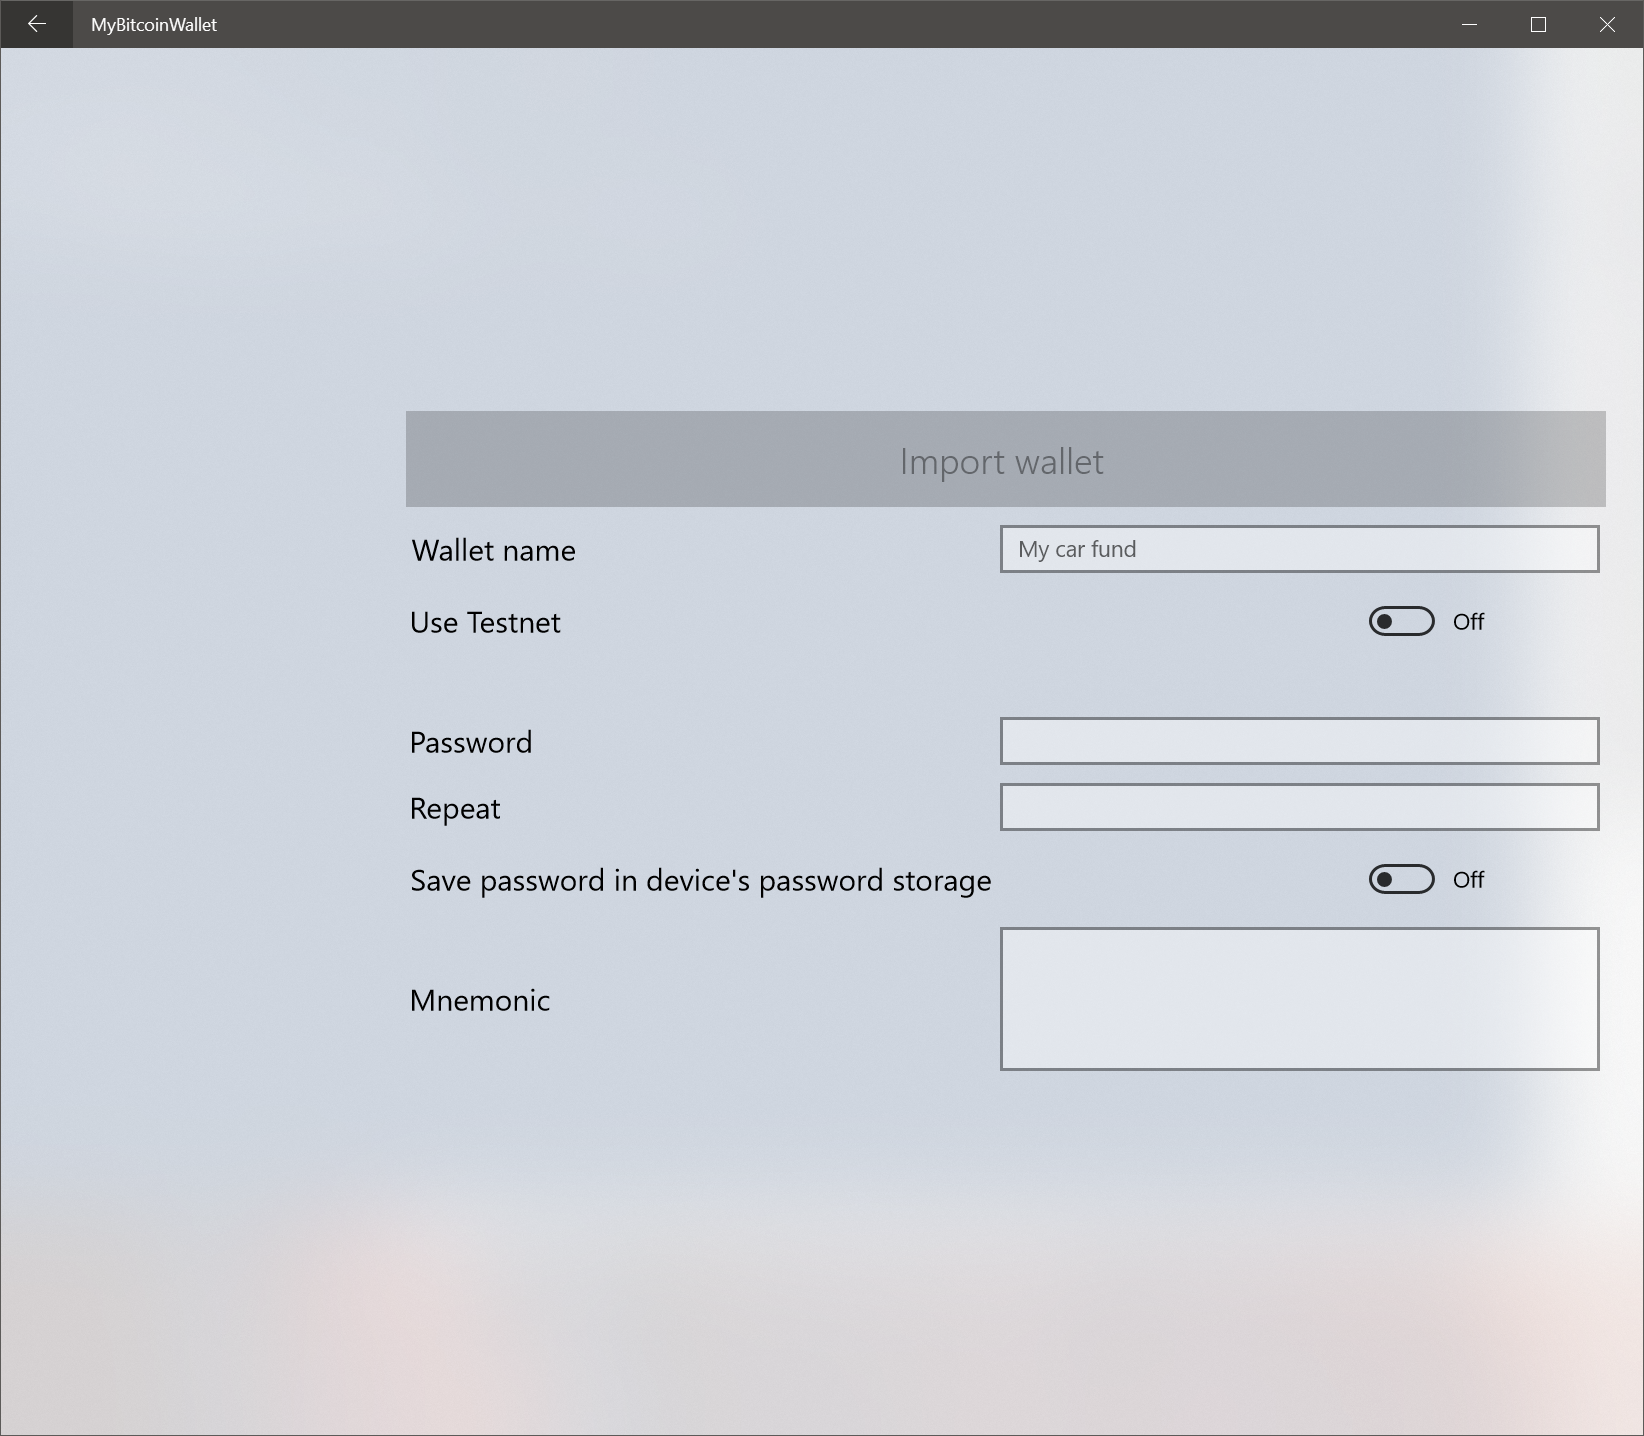 MyBitcoinWallet
Import wallet
Wallet name
My car fund
Use Testnet
Off
Password
Repeat
Save password in device's password storage
Off
Mnemonic